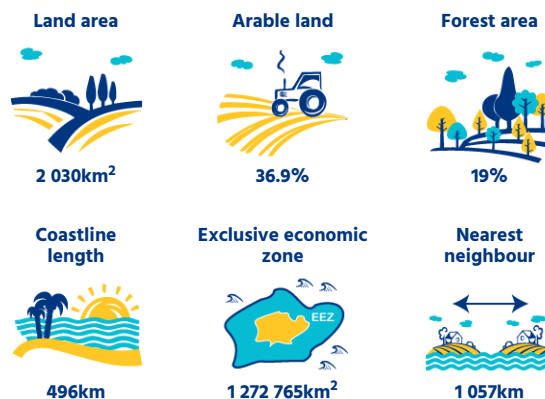 Land area
Arable land
Forest area
2 030km²
36.9%
19%
Coastline
length
Exclusive economic
zone
Nearest
neighbour
EEZ
496km
1 272 765km²
1 057km